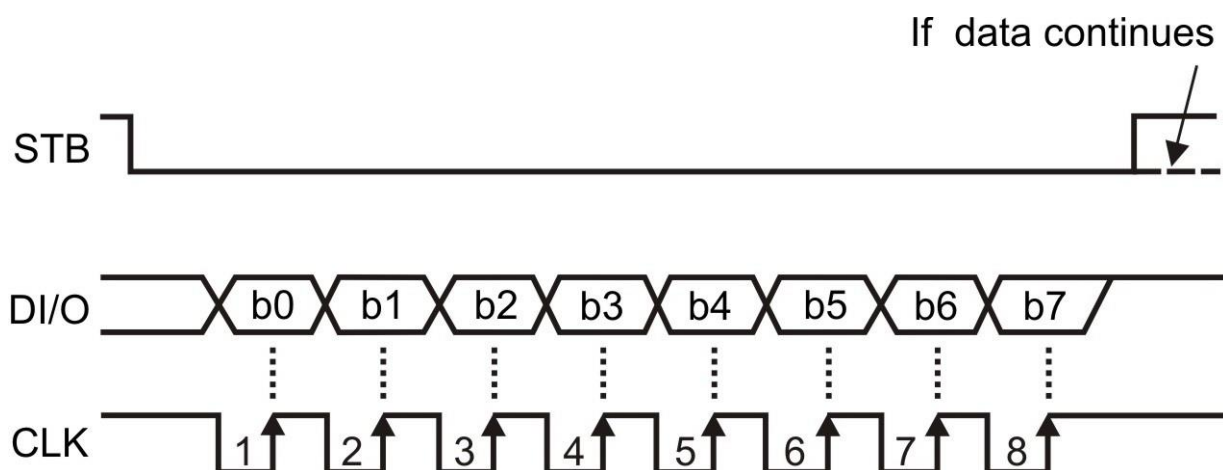 If data continues
STB
DI/O b0 b1 b2 b3 b4 b5 b6 b7
CLK 1 2 3 4 5 6 7 8